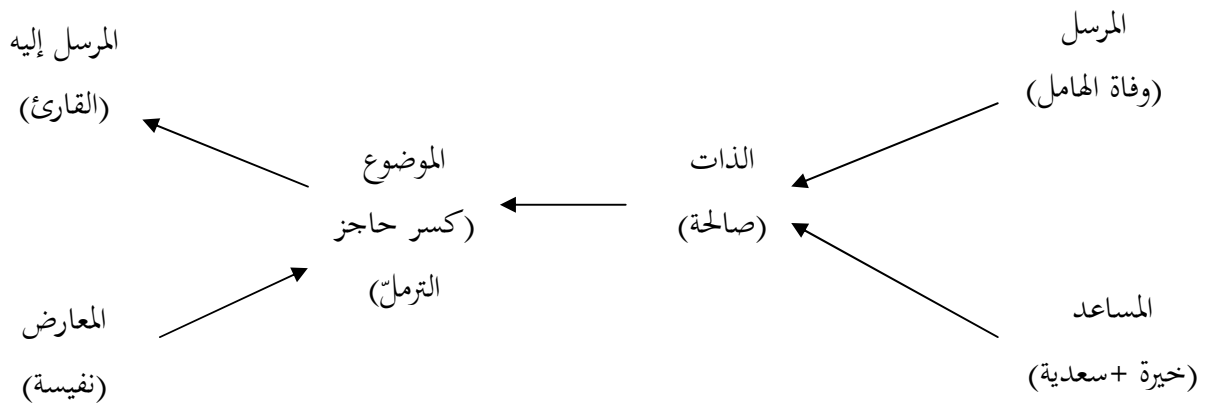 المرسل
(وفاة الهامل)
المرسل إليه
(القارئ)
الذات
(صالحة)
الموضوع
(كسر حاجز
الترملّ)
المساعد
(خيرة +سعدية)
المعارض
(نفيسة)